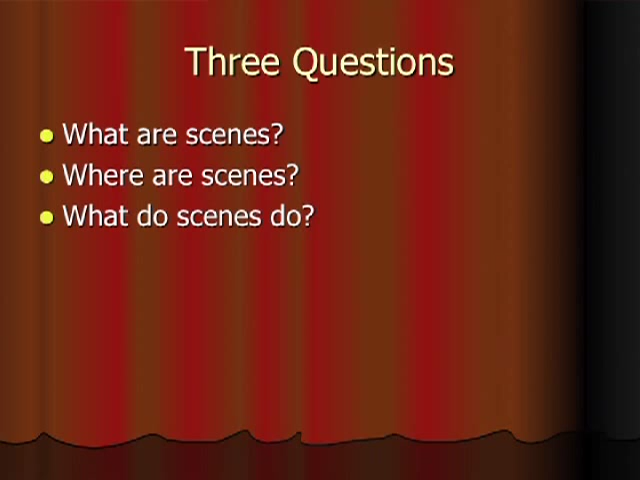 Three Questions
What are scenes?
Where are scenes?
What do scenes do?